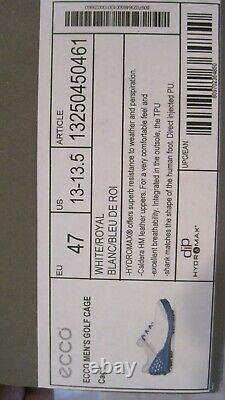 ecco
ECCO MEN'S GOLF CAGE
EU
47
US
13-13.5
ARTICLE
13250450461
WHITE/ROYAL
BLANC/BLEU DE ROI
-HYDROMAX® offers superb resistance to weather and perspiration.
-Caldera HM leather uppers. For a very comfortable feel and
excellent breathability. Integrated in the outsole, the TPU
-shank matches the shape of the human foot. Direct injected PU.
dip
HYDROMAX
UPC/EAN